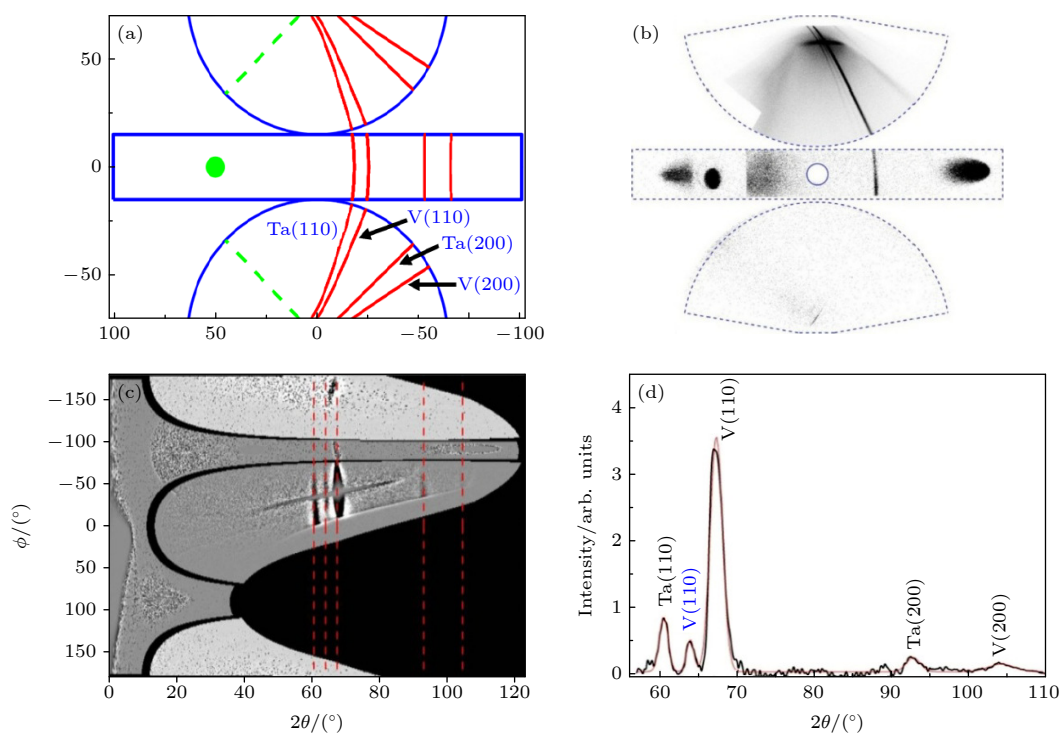 (a)
50
0
−50
Ta(110)
V(110)
Ta(200)
V(200)
100
50
0
−50
−100
(b)
(c)
−150
−100
−50
0
50
100
150
ϕ/(°)
0
20
40
60
80
100
120
2θ/(°)
(d)
4
3
2
1
0
Intensity/arb. units
Ta(110)
V(110)
V(110)
Ta(200)
V(200)
60
70
80
90
100
110
2θ/(°)